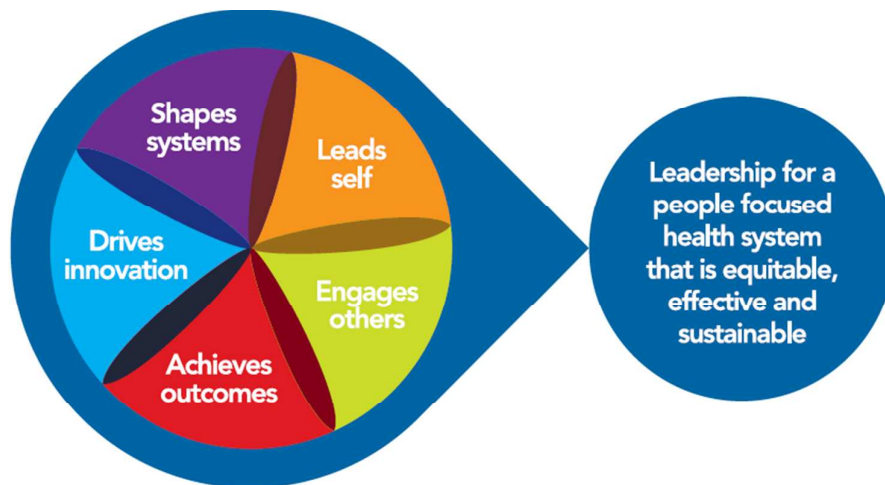 Shapes
systems
Leads
self
Drives
innovation
Engages
others
Achieves
outcomes
Leadership for a
people focused
health system
that is equitable,
effective and
sustainable